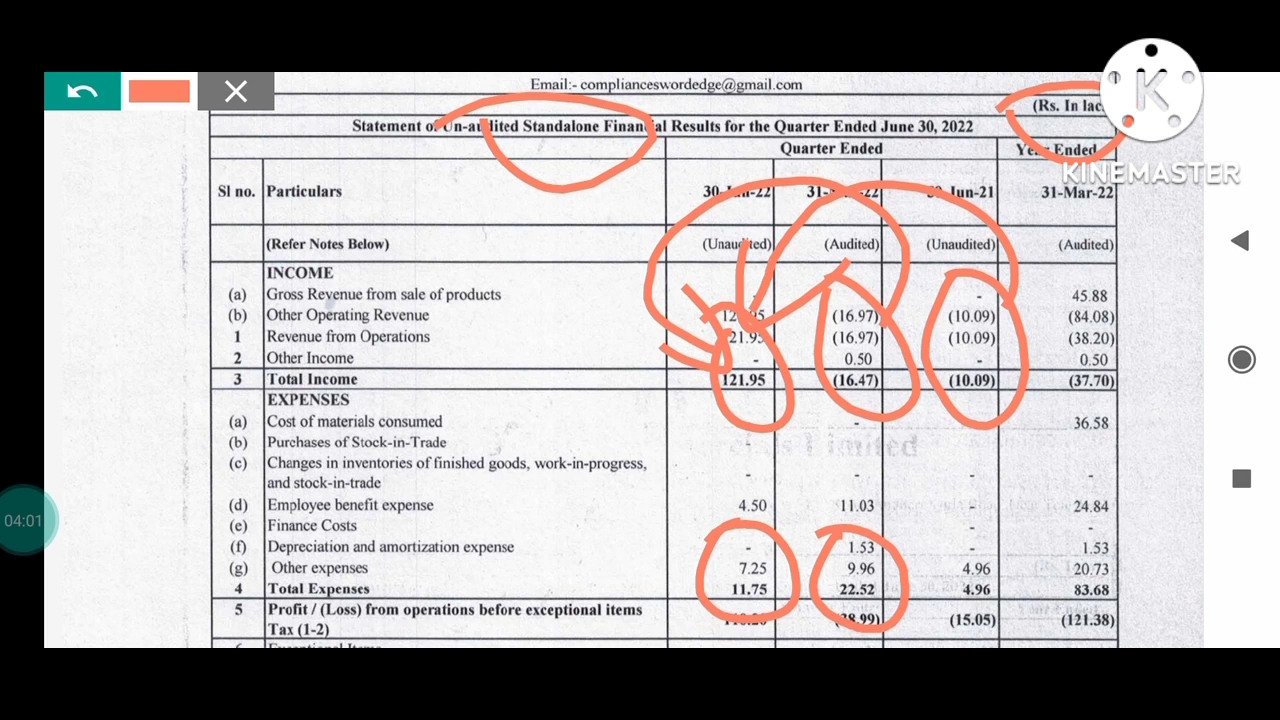 Email:- complianceswordedge@gmail.com
(Rs. In lac
Statement of Un-audited Standalone Financial Results for the Quarter Ended June 30, 2022
Quarter Ended Year Ended
Sl no. Particulars 31-Mar-22
KINEMASTER
(Refer Notes Below) (Unaudited) (Audited) (Unaudited) (Audited)
INCOME
(a) Gross Revenue from sale of products - 45.88
(b) Other Operating Revenue (16.97) (10.09) (84.08)
1 Revenue from Operations (16.97) (10.09) (38.20)
2 Other Income - 0.50 - 0.50
3 Total Income 121.95 (16.47) (10.09) (37.70)
EXPENSES
(a) Cost of materials consumed - 36.58
(b) Purchases of Stock-in-Trade -
(c) Changes in inventories of finished goods, work-in-progress,
and stock-in-trade - - - -
(d) Employee benefit expense 4.50 11.03 24.84
(e) Finance Costs - -
(f) Depreciation and amortization expense - 1.53 - 1.53
(g) Other expenses 7.25 9.96 4.96 20.73
4 Total Expenses 11.75 22.52 4.96 83.68
5 Profit / (Loss) from operations before exceptional items
Tax (1-2) (15.05) (121.38)
04:01